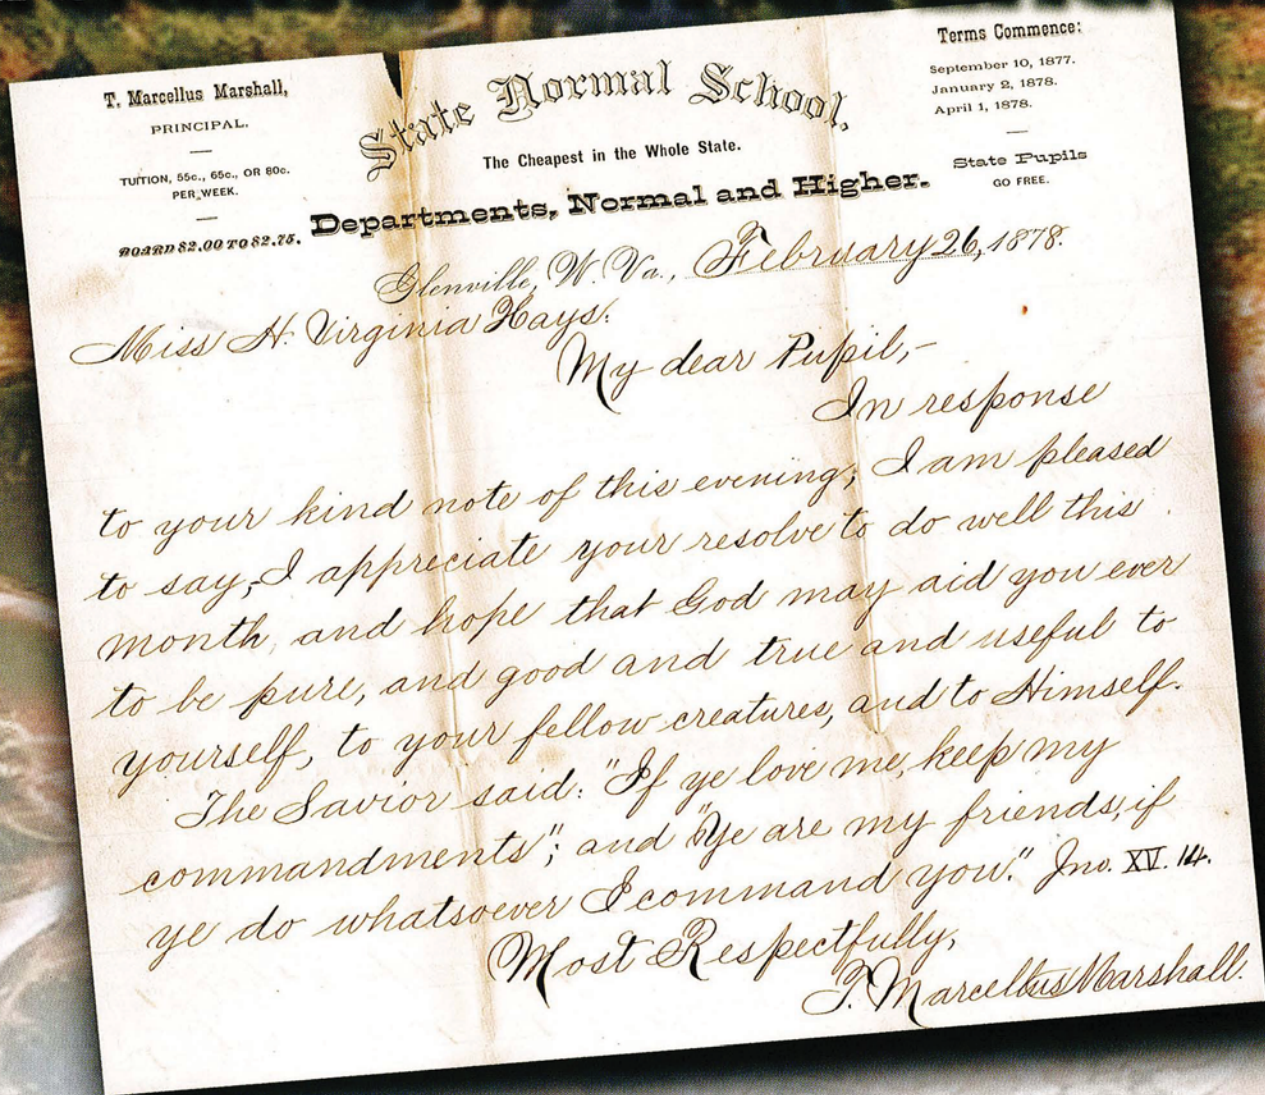 T. Marcellus Marshall,
PRINCIPAL.
TUITION, 55c., 65c., OR 80c.
PER WEEK.
BOARD $2.00 TO $2.75.
State Normal School.
The Cheapest in the Whole State.
Departments, Normal and Higher.
Terms Commence:
September 10, 1877.
January 2, 1878.
April 1, 1878.
State Pupils
GO FREE.
Glenville, W. Va., February 26, 1878.
Miss H. Virginia Hays:
My dear Pupil,-
In response
to your kind note of this evening; I am pleased
to say, I appreciate your resolve to do well this
month, and hope that God may aid you ever
to be pure, and good and true and useful to
yourself, to your fellow creatures, and to Himself.
The Savior said: "If ye love me, keep my
commandments"; and "Ye are my friends, if
ye do whatsoever I command you." Jno. XV. 14.
Most Respectfully,
T. Marcellus Marshall.